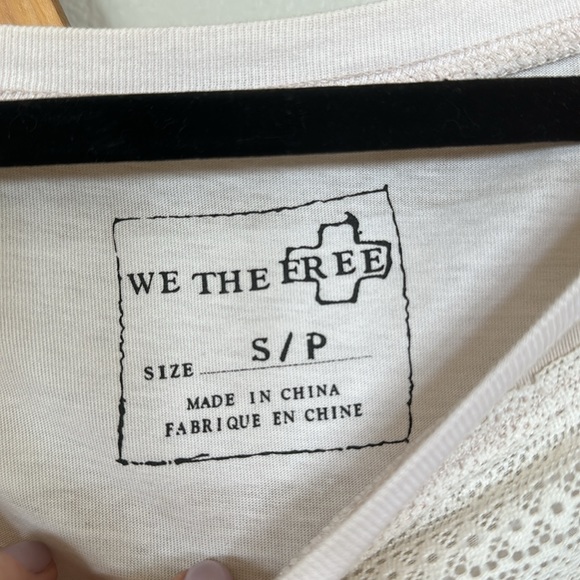 WE THE FREE
SIZE S/P
MADE IN CHINA
FABRIQUE EN CHINE